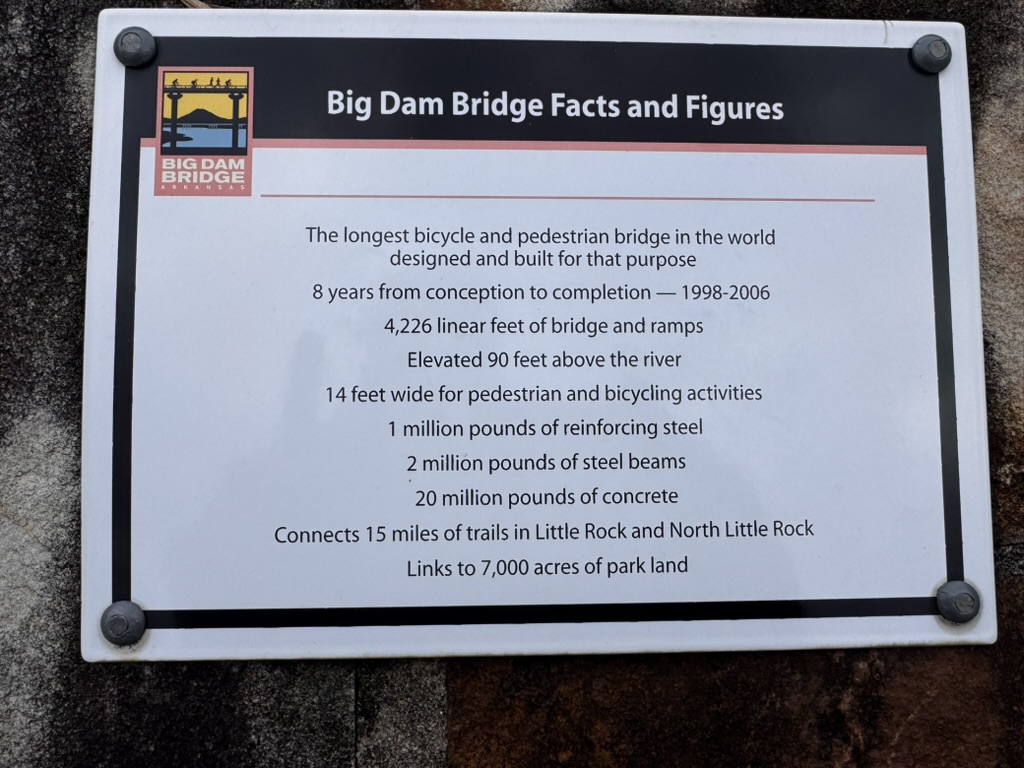 Big Dam Bridge Facts and Figures
BIG DAM
BRIDGE
ARKANSAS
The longest bicycle and pedestrian bridge in the world
designed and built for that purpose
8 years from conception to completion — 1998-2006
4,226 linear feet of bridge and ramps
Elevated 90 feet above the river
14 feet wide for pedestrian and bicycling activities
1 million pounds of reinforcing steel
2 million pounds of steel beams
20 million pounds of concrete
Connects 15 miles of trails in Little Rock and North Little Rock
Links to 7,000 acres of park land